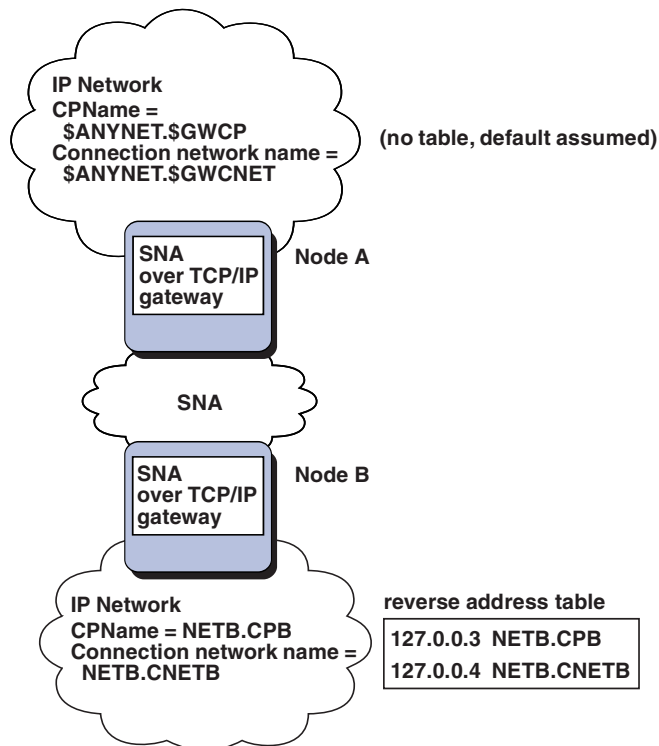 IP Network
CPName =
$ANYNET.$GWCP
Connection network name =
$ANYNET.$GWCNET
(no table, default assumed)
SNA
over TCP/IP
gateway
Node A
SNA
SNA
over TCP/IP
gateway
Node B
IP Network
CPName = NETB.CPB
Connection network name =
NETB.CNETB
reverse address table
127.0.0.3 NETB.CPB
127.0.0.4 NETB.CNETB